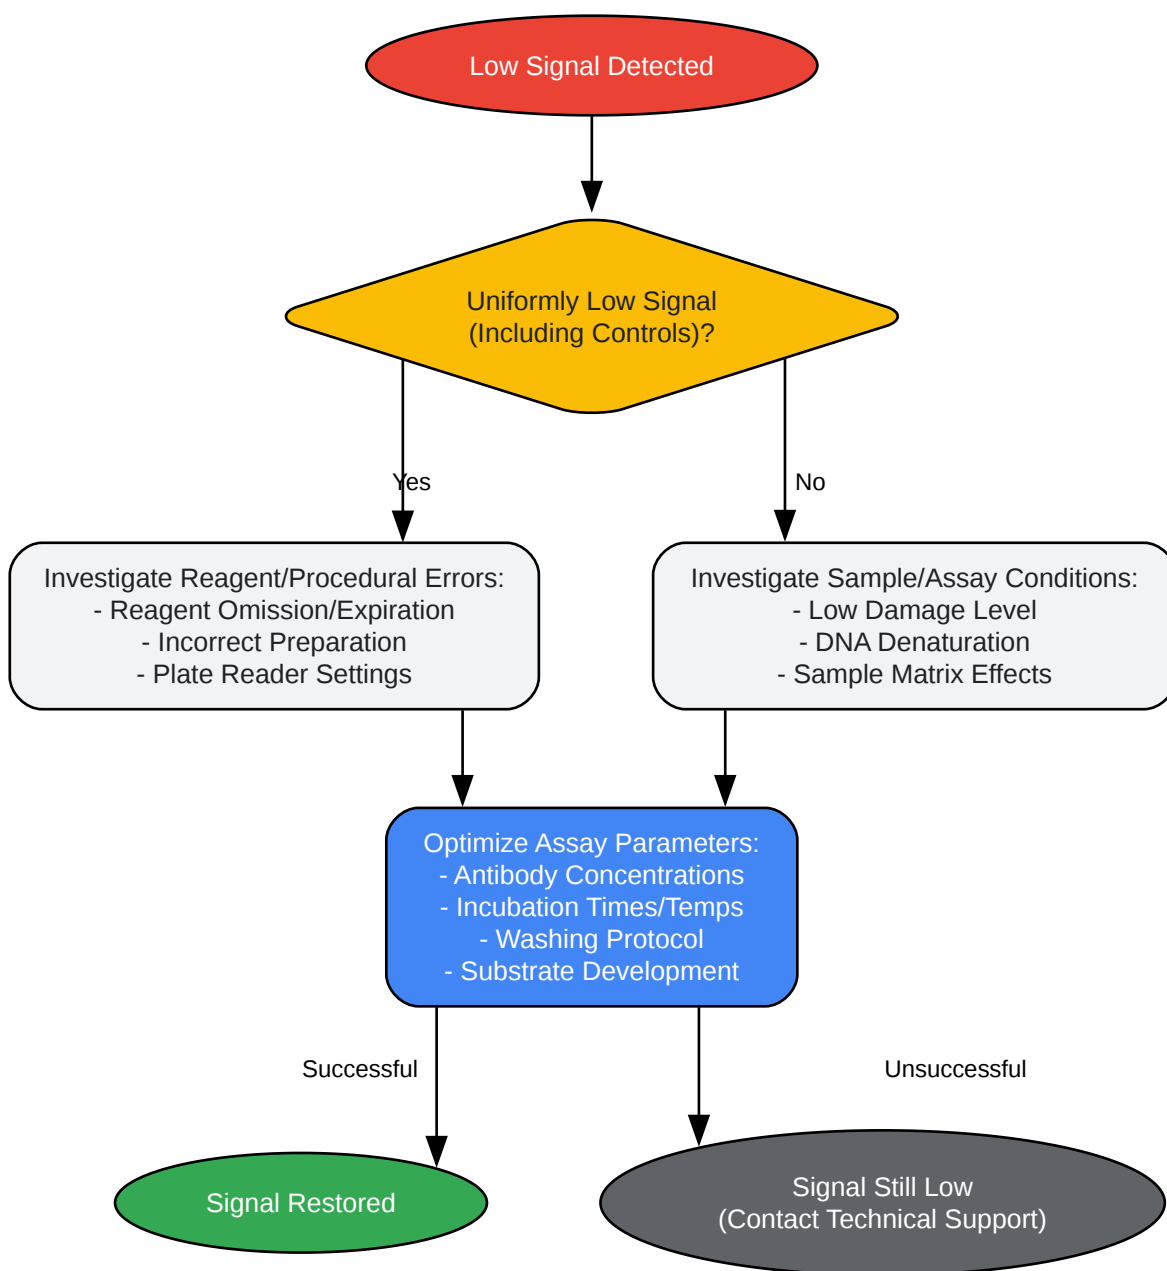 Low Signal Detected
Uniformly Low Signal
(Including Controls)?
Yes
No
Investigate Reagent/Procedural Errors:
- Reagent Omission/Expiration
- Incorrect Preparation
- Plate Reader Settings
Investigate Sample/Assay Conditions:
- Low Damage Level
- DNA Denaturation
- Sample Matrix Effects
Optimize Assay Parameters:
- Antibody Concentrations
- Incubation Times/Temps
- Washing Protocol
- Substrate Development
Successful
Unsuccessful
Signal Restored
Signal Still Low
(Contact Technical Support)